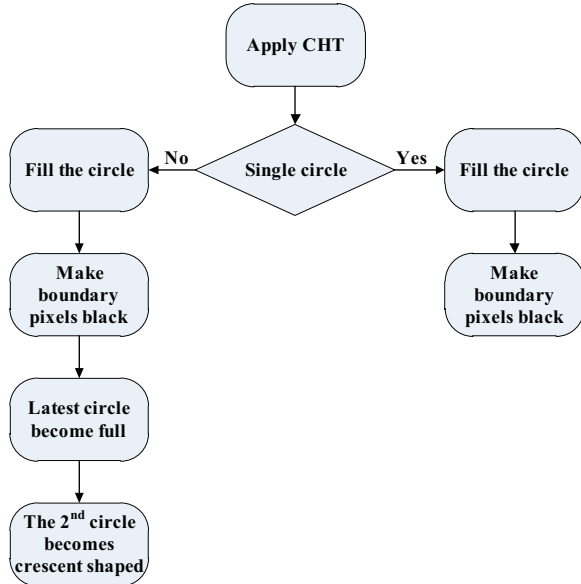 Apply CHT
No
Single circle
Yes
Fill the circle
Fill the circle
Make
boundary
pixels black
Make
boundary
pixels black
Latest circle
become full
The 2nd circle
becomes
crescent shaped